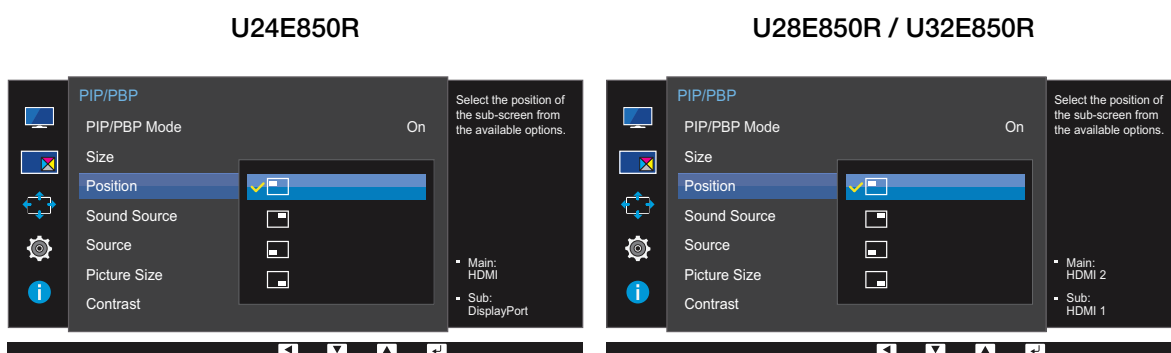 U24E850R
PIP/PBP
PIP/PBP Mode On
Size
Position
Sound Source
Source
Picture Size
Contrast
Select the position of
the sub-screen from
the available options.
Main:
HDMI
Sub:
DisplayPort
U28E850R / U32E850R
PIP/PBP
PIP/PBP Mode On
Size
Position
Sound Source
Source
Picture Size
Contrast
Select the position of
the sub-screen from
the available options.
Main:
HDMI 2
Sub:
HDMI 1